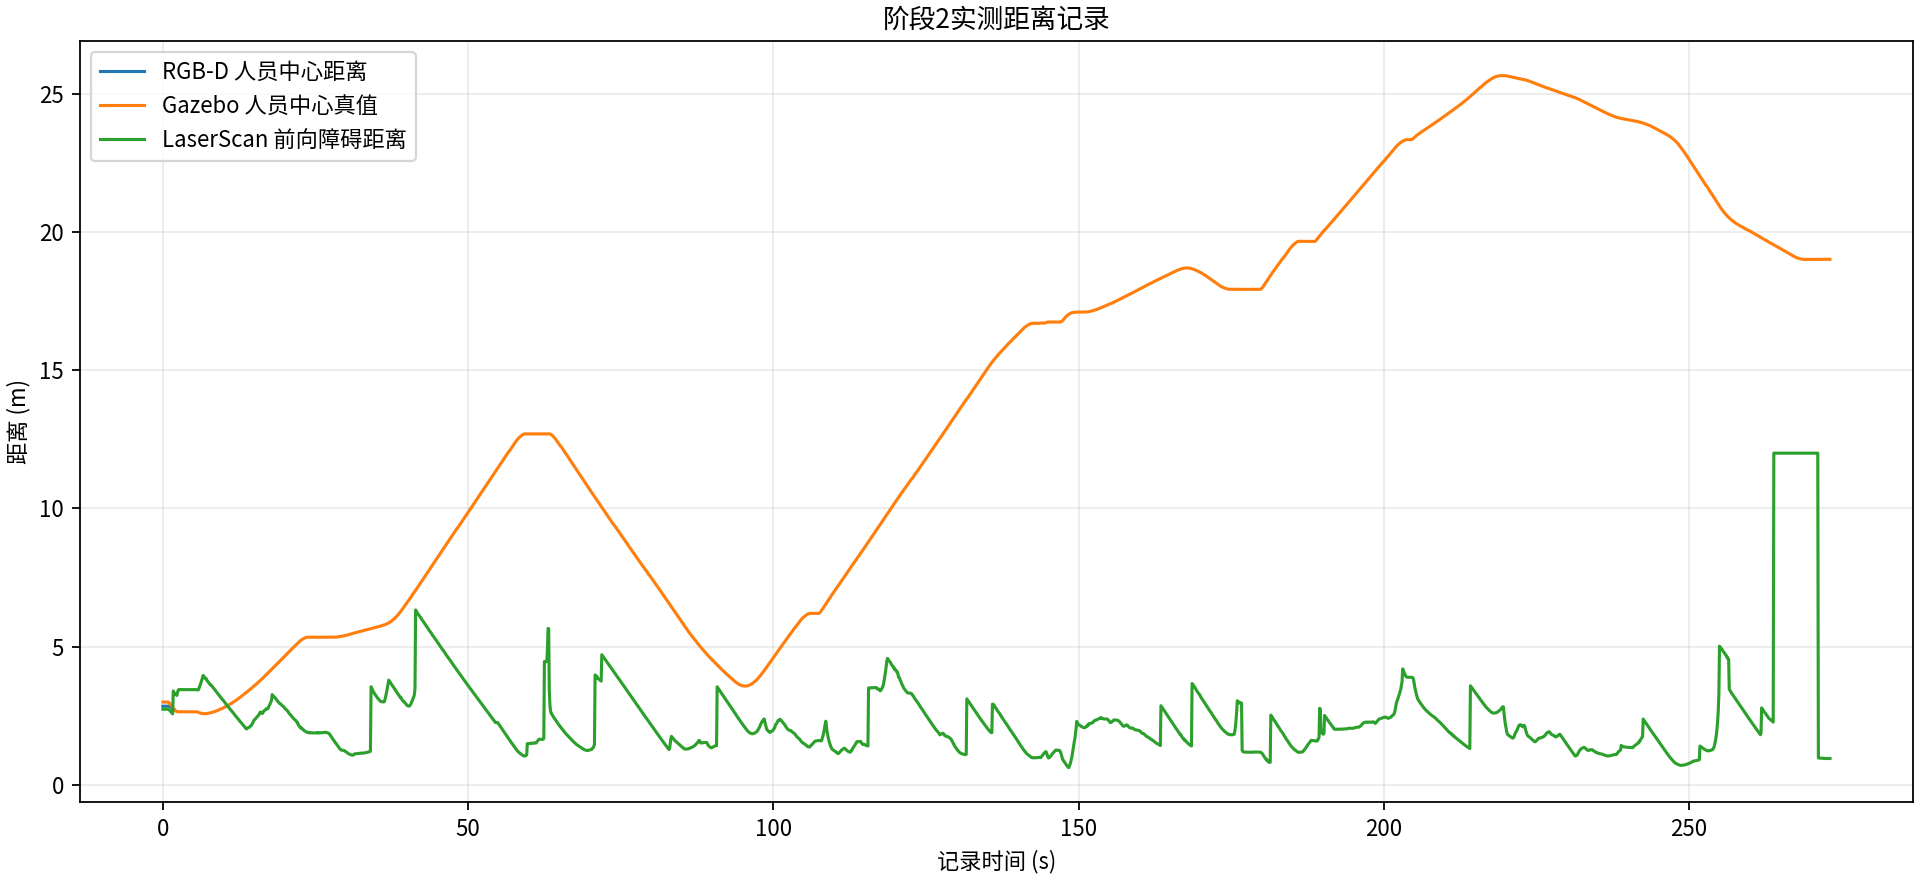 阶段2实测距离记录
RGB-D 人员中心距离
Gazebo 人员中心真值
LaserScan 前向障碍距离
距离 (m)
25
20
15
10
5
0
0 50 100 150 200 250
记录时间 (s)